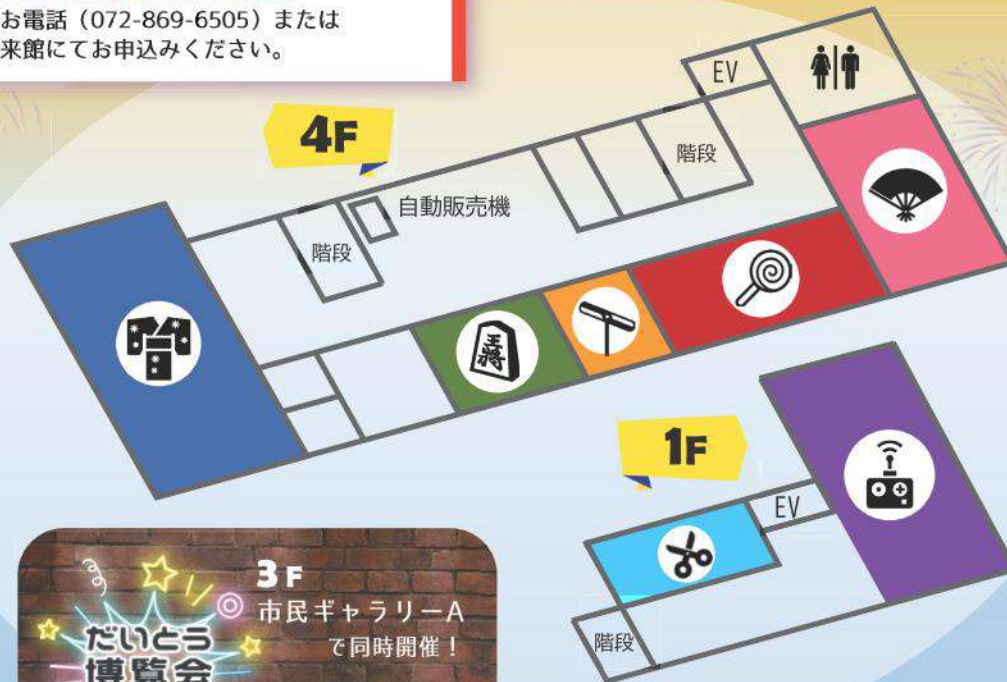 お電話（072-869-6505）または
来館にてお申込みください。
4F
EV
階段
自動販売機
階段
王将
1F
EV
階段
3F
市民ギャラリーA
で同時開催！
だいとう
博覧会